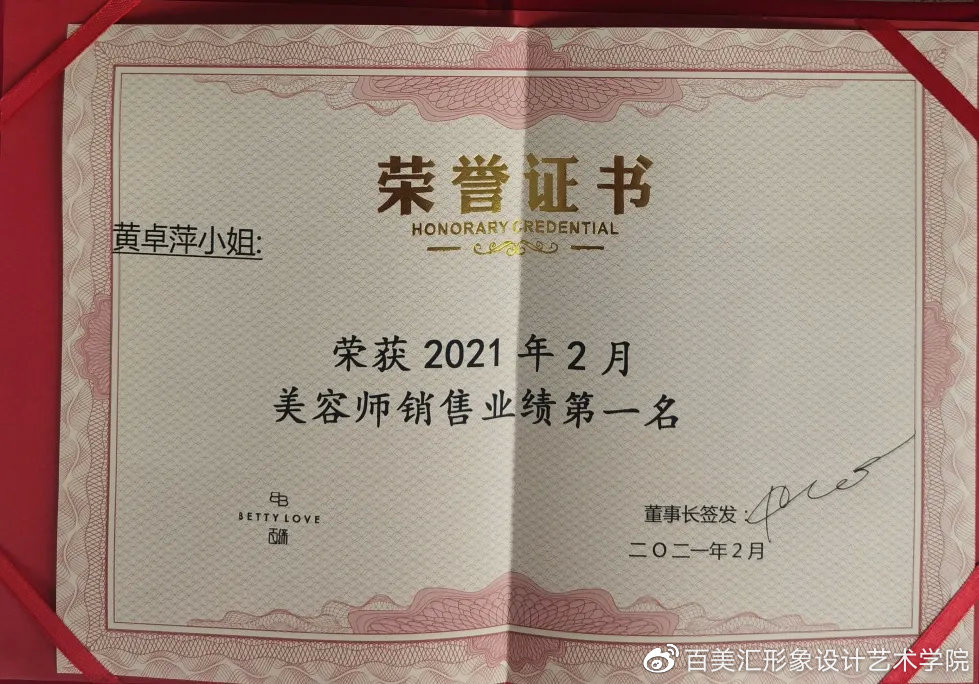 荣誉证书
HONORARY CREDENTIAL
黄卓萍小姐:
荣获 2021 年 2 月
美容师销售业绩第一名
BETTY LOVE
董事长签发:
二〇二一年 2 月
百美汇形象设计艺术学院